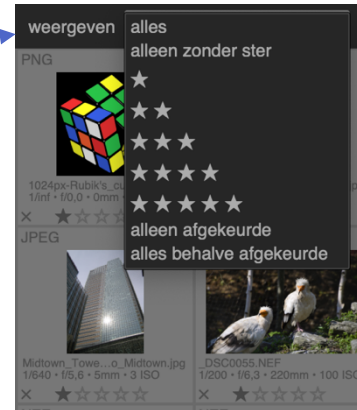 weergeven
alles
alleen zonder ster
★
★★
★★★
★★★★
★★★★★
alleen afgekeurde
alles behalve afgekeurde
PNG
1024px-Rubik's_cu
1/inf • f/0,0 • 0mm •
× ★☆☆☆
JPEG
Midtown_Towe...o_Midtown.jpg
1/640 • f/5,6 • 5mm • 3 ISO
× ★☆☆☆☆
_DSC0055.NEF
1/200 • f/6,3 • 220mm • 100 ISO
× ★☆☆☆☆